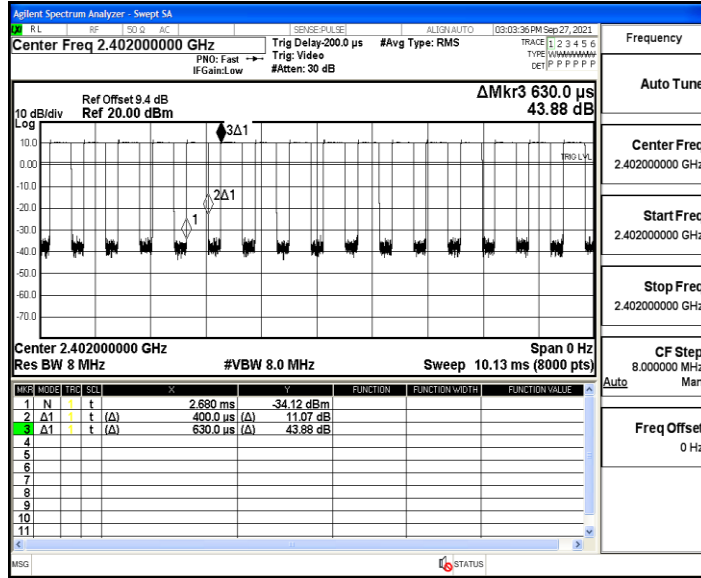 Agilent Spectrum Analyzer - Swept SA
RL RF 50 Ω AC SENSE:PULSE ALIGNAUTO 03:03:36 PM Sep 27, 2021
Center Freq 2.402000000 GHz
PNO: Fast
IFGain:Low
Trig Delay-200.0 µs
Trig: Video
#Atten: 30 dB
#Avg Type: RMS
TRACE 1 2 3 4 5 6
TYPE WWWWWW
DET P P P P P P
ΔMkr3 630.0 µs
43.88 dB
Ref Offset 9.4 dB
10 dB/div Ref 20.00 dBm
Log
10.0
0.00
-10.0
-20.0
-30.0
-40.0
-50.0
-60.0
-70.0
3Δ1
TRIG LVL
2Δ1
1
Center 2.402000000 GHz Span 0 Hz
Res BW 8 MHz #VBW 8.0 MHz Sweep 10.13 ms (8000 pts)
MKR MODE TRC SCL X Y FUNCTION FUNCTION WIDTH FUNCTION VALUE
1 N 1 t 2.680 ms -34.12 dBm
2 Δ1 1 t (Δ) 400.0 µs (Δ) 11.07 dB
3 Δ1 1 t (Δ) 630.0 µs (Δ) 43.88 dB
4
5
6
7
8
9
10
11
MSG STATUS
Frequency
Auto Tune
Center Freq
2.402000000 GHz
Start Freq
2.402000000 GHz
Stop Freq
2.402000000 GHz
CF Step
8.000000 MHz
Auto Man
Freq Offset
0 Hz